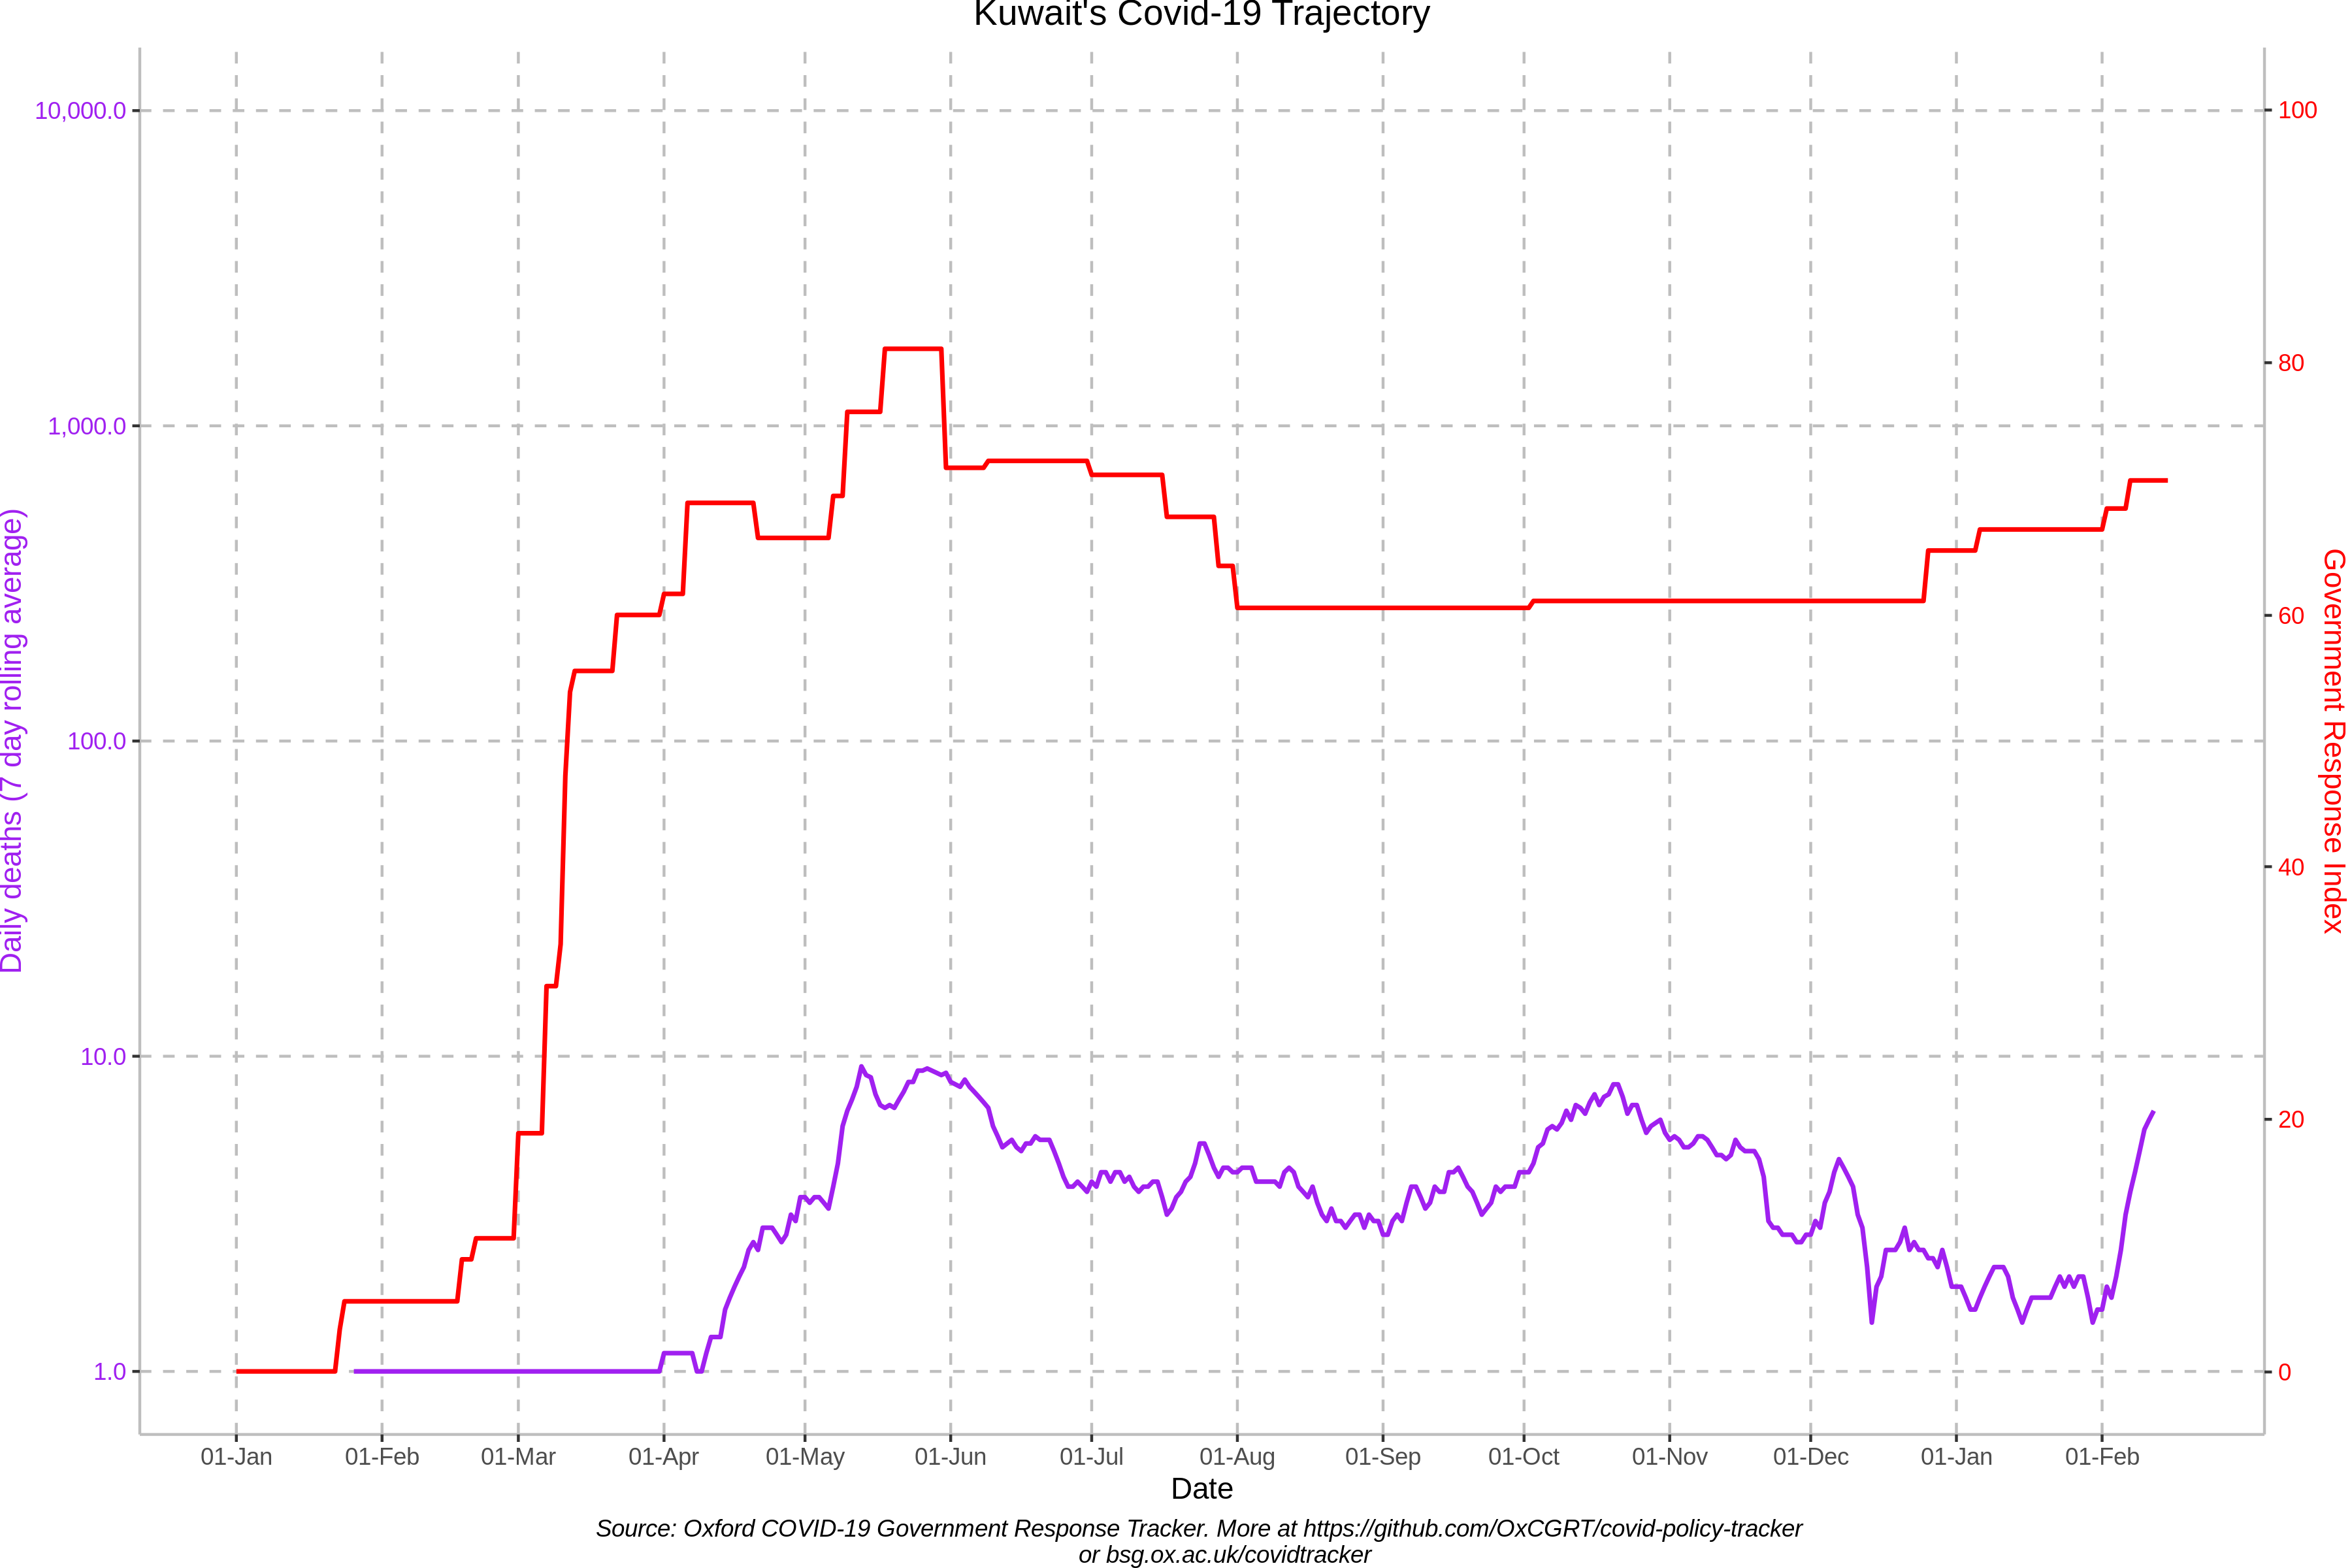 Kuwait's Covid-19 Trajectory
Daily deaths (7 day rolling average)
10,000.0
1,000.0
100.0
10.0
1.0
100
80
60
40
20
0
Government Response Index
01-Jan 01-Feb 01-Mar 01-Apr 01-May 01-Jun 01-Jul 01-Aug 01-Sep 01-Oct 01-Nov 01-Dec 01-Jan 01-Feb
Date
Source: Oxford COVID-19 Government Response Tracker. More at https://github.com/OxCGRT/covid-policy-tracker
or bsg.ox.ac.uk/covidtracker